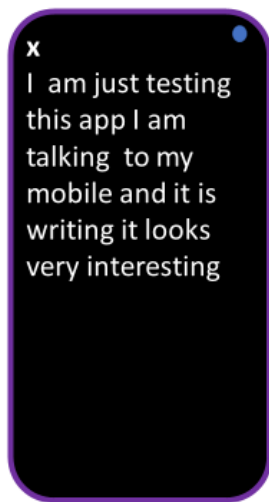 x
I  am just testing
this app I am
talking  to my
mobile and it is
writing it looks
very interesting